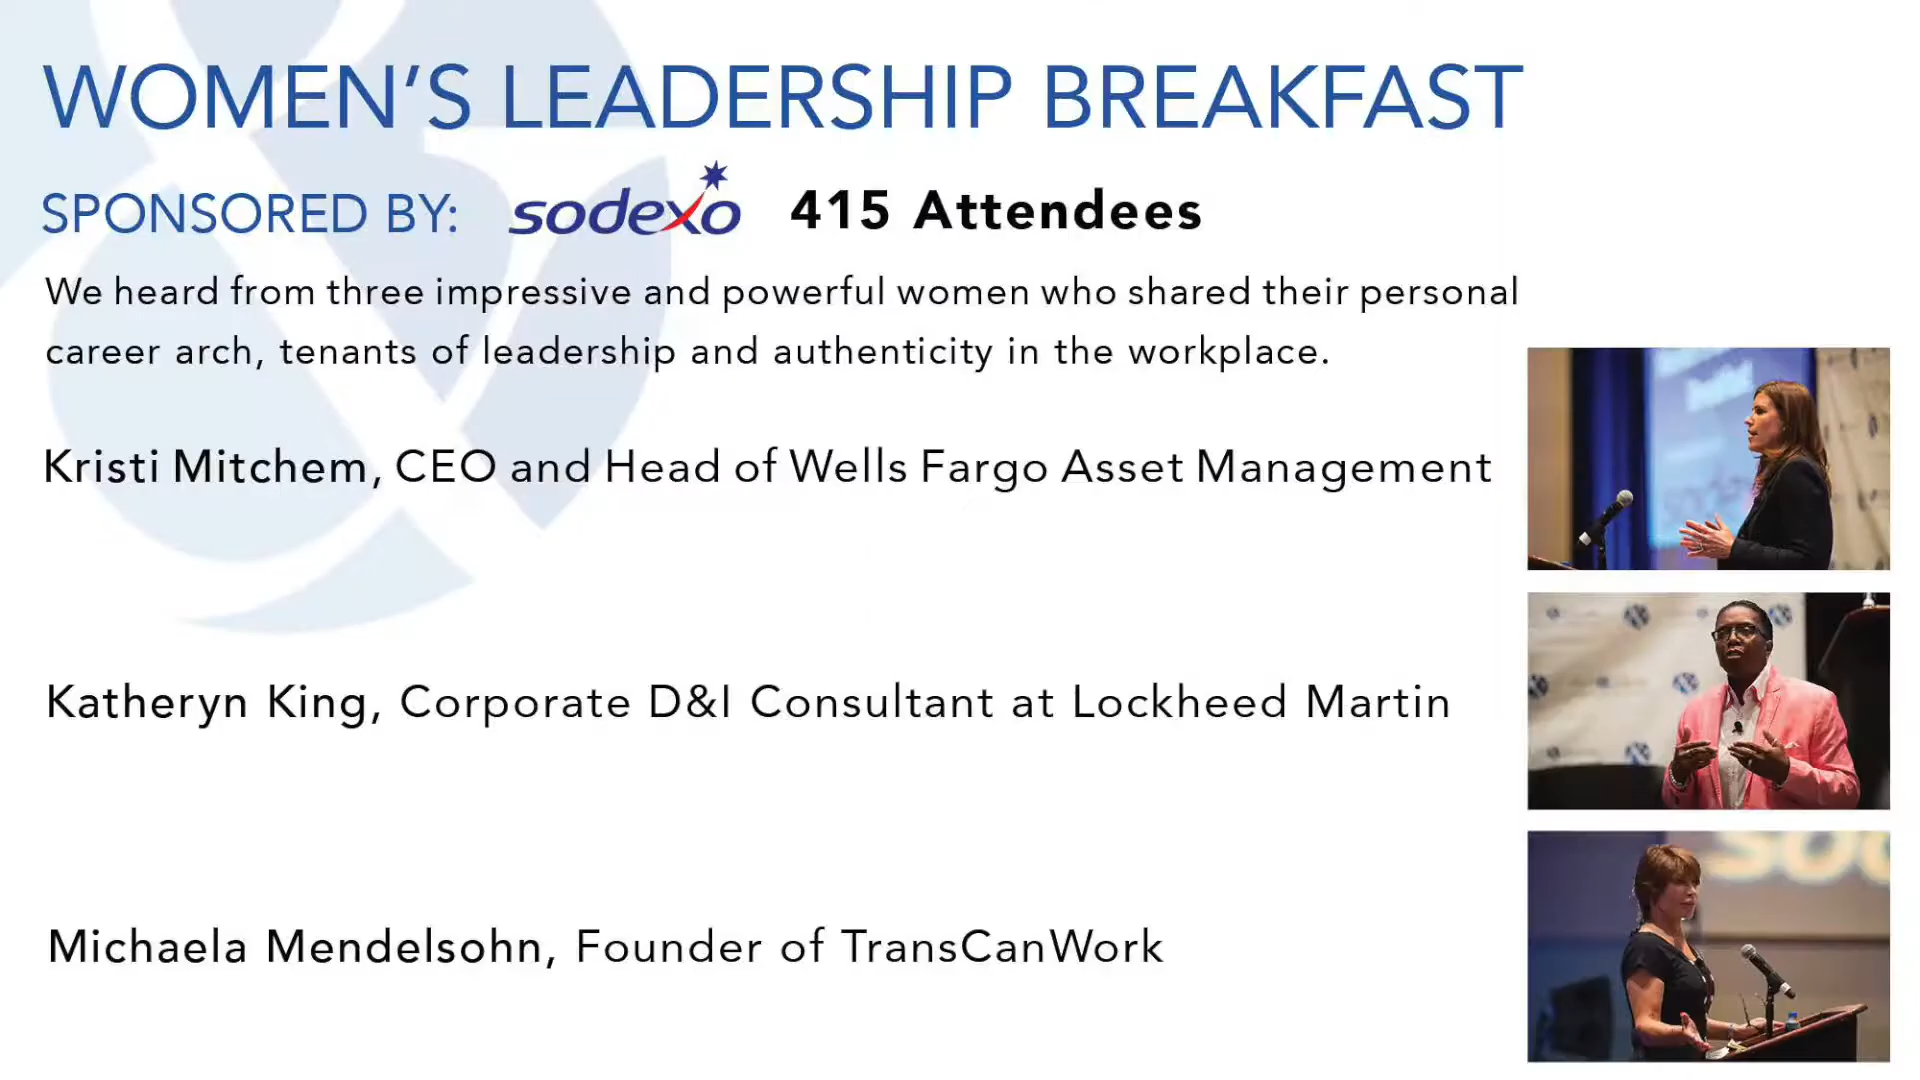 WOMEN'S LEADERSHIP BREAKFAST
SPONSORED BY: sodexo 415 Attendees
We heard from three impressive and powerful women who shared their personal
career arch, tenants of leadership and authenticity in the workplace.
Kristi Mitchem, CEO and Head of Wells Fargo Asset Management
Katheryn King, Corporate D&I Consultant at Lockheed Martin
Michaela Mendelsohn, Founder of TransCanWork